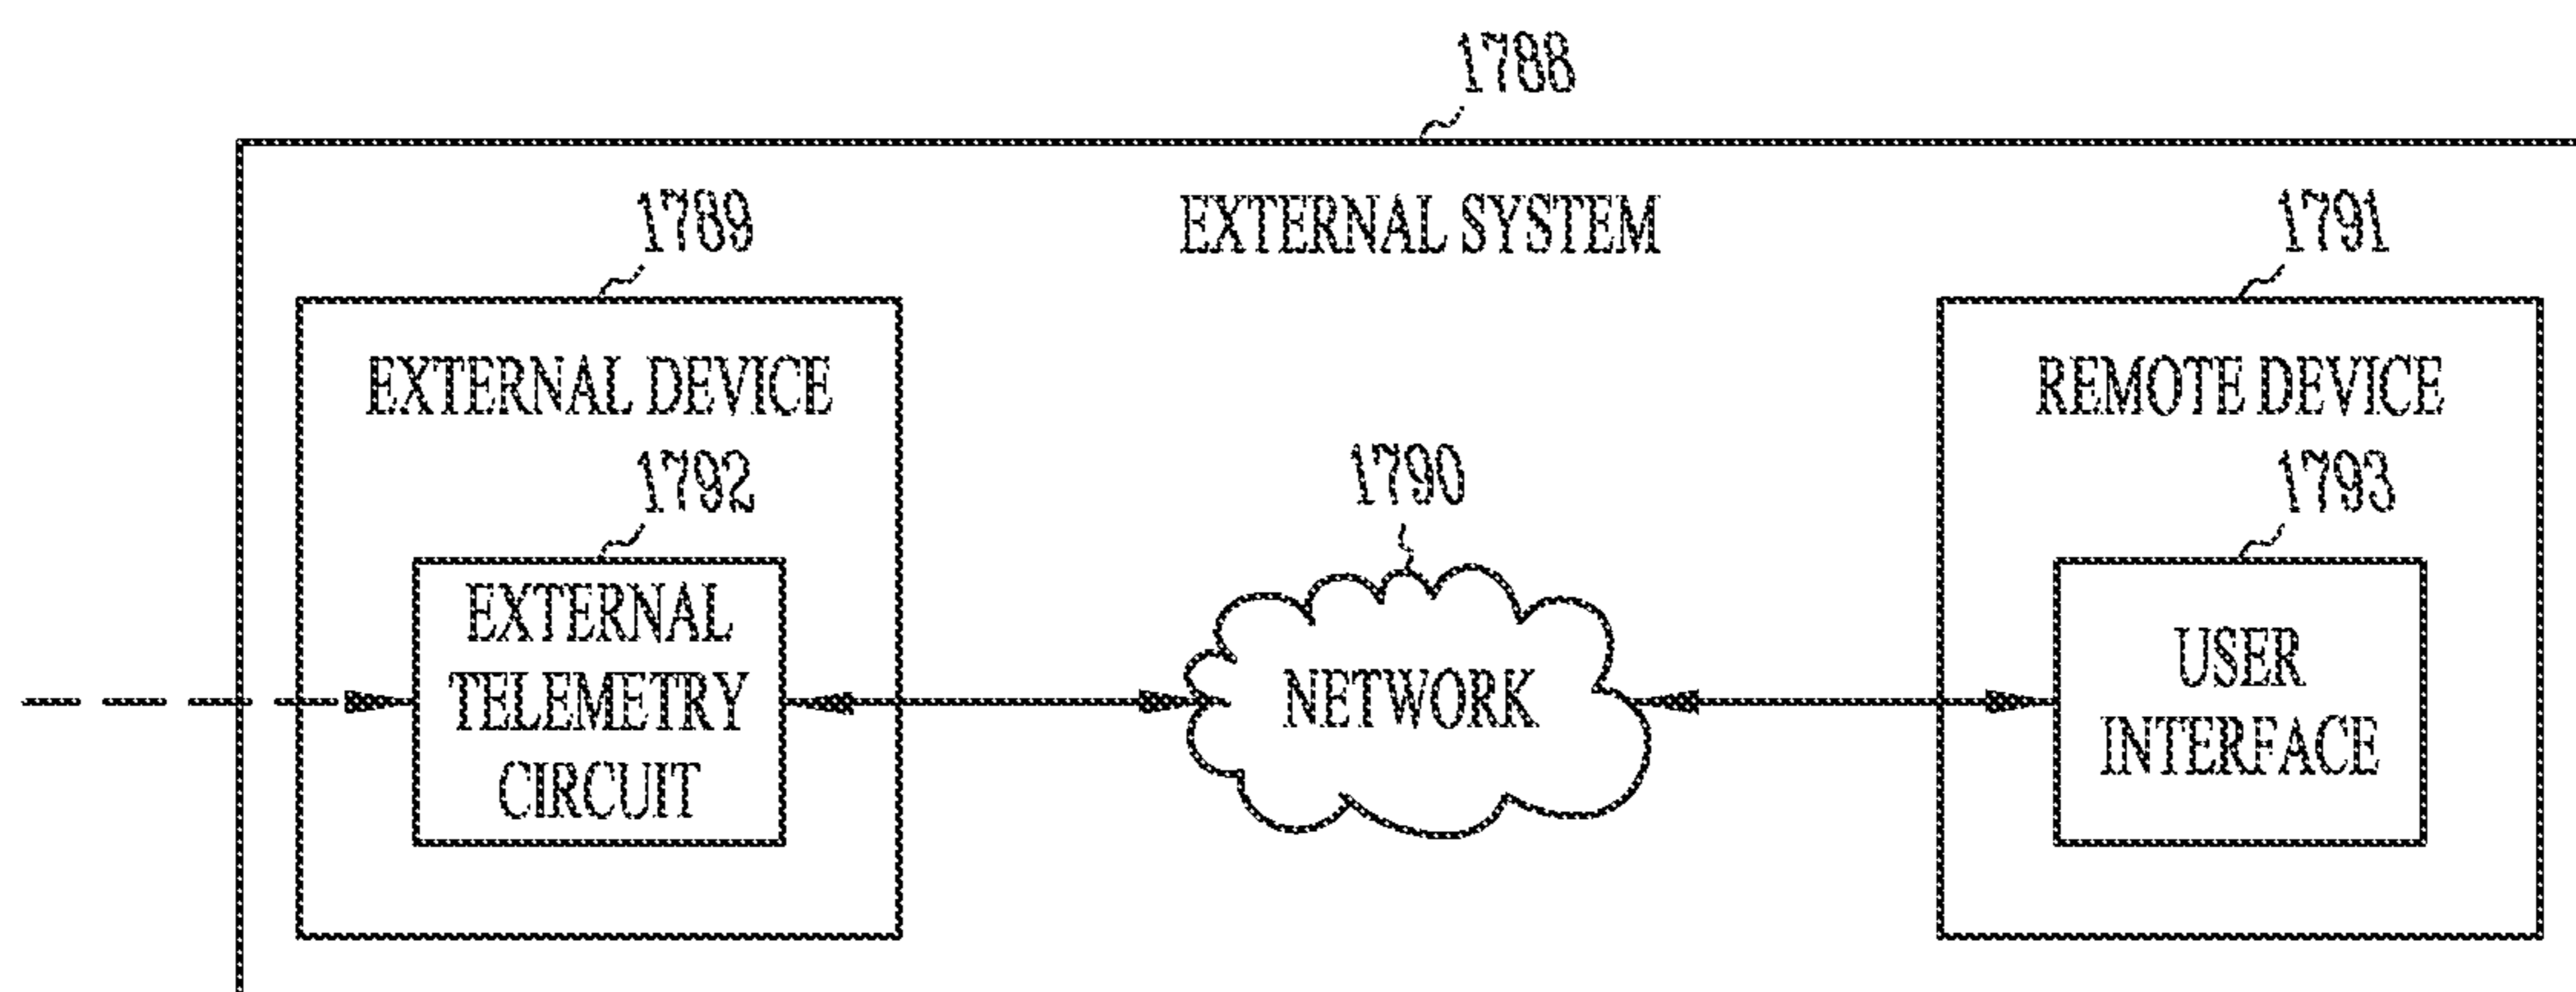 1788
EXTERNAL SYSTEM
1789
EXTERNAL DEVICE
1792
EXTERNAL
TELEMETRY
CIRCUIT
1790
NETWORK
1791
REMOTE DEVICE
1793
USER
INTERFACE